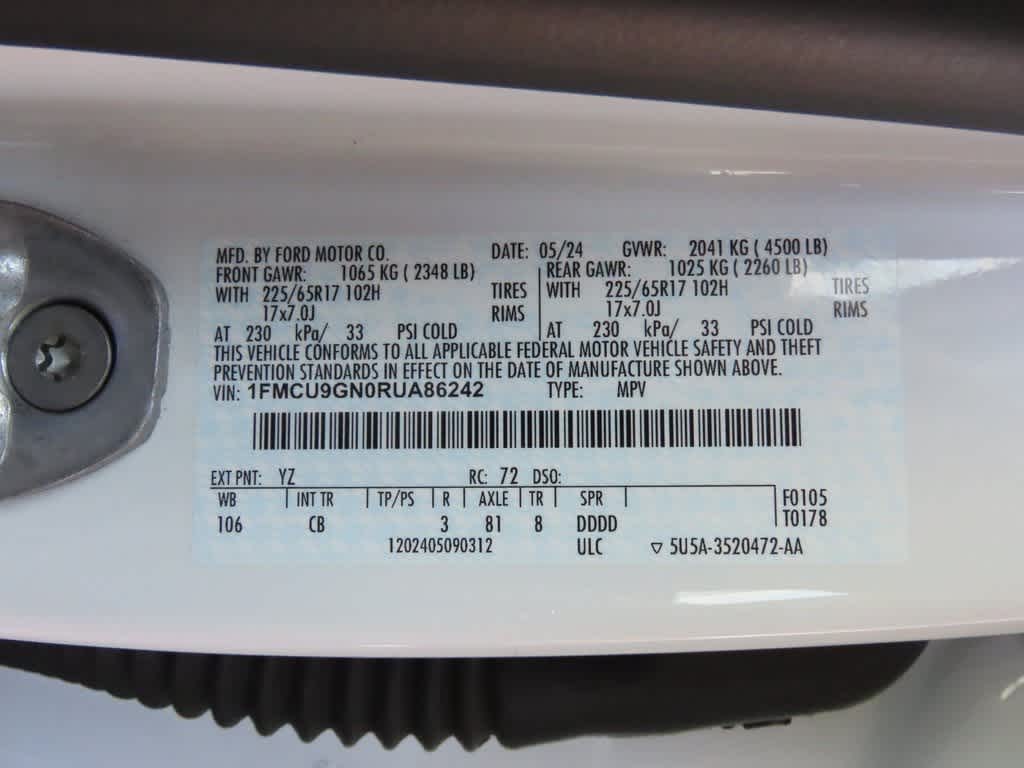 MFD. BY FORD MOTOR CO. DATE: 05/24 GVWR: 2041 KG ( 4500 LB)
FRONT GAWR: 1065 KG ( 2348 LB) REAR GAWR: 1025 KG ( 2260 LB)
WITH 225/65R17 102H TIRES WITH 225/65R17 102H TIRES
17x7.0J RIMS 17x7.0J RIMS
AT 230 kPa/ 33 PSI COLD AT 230 kPa/ 33 PSI COLD
THIS VEHICLE CONFORMS TO ALL APPLICABLE FEDERAL MOTOR VEHICLE SAFETY AND THEFT
PREVENTION STANDARDS IN EFFECT ON THE DATE OF MANUFACTURE SHOWN ABOVE.
VIN: 1FMCU9GN0RUA86242 TYPE: MPV
EXT PNT: YZ RC: 72 DSO:
WB INT TR TP/PS R AXLE TR SPR F0105
106 CB 3 81 8 DDDD T0178
1202405090312 ULC ▽ 5U5A-3520472-AA